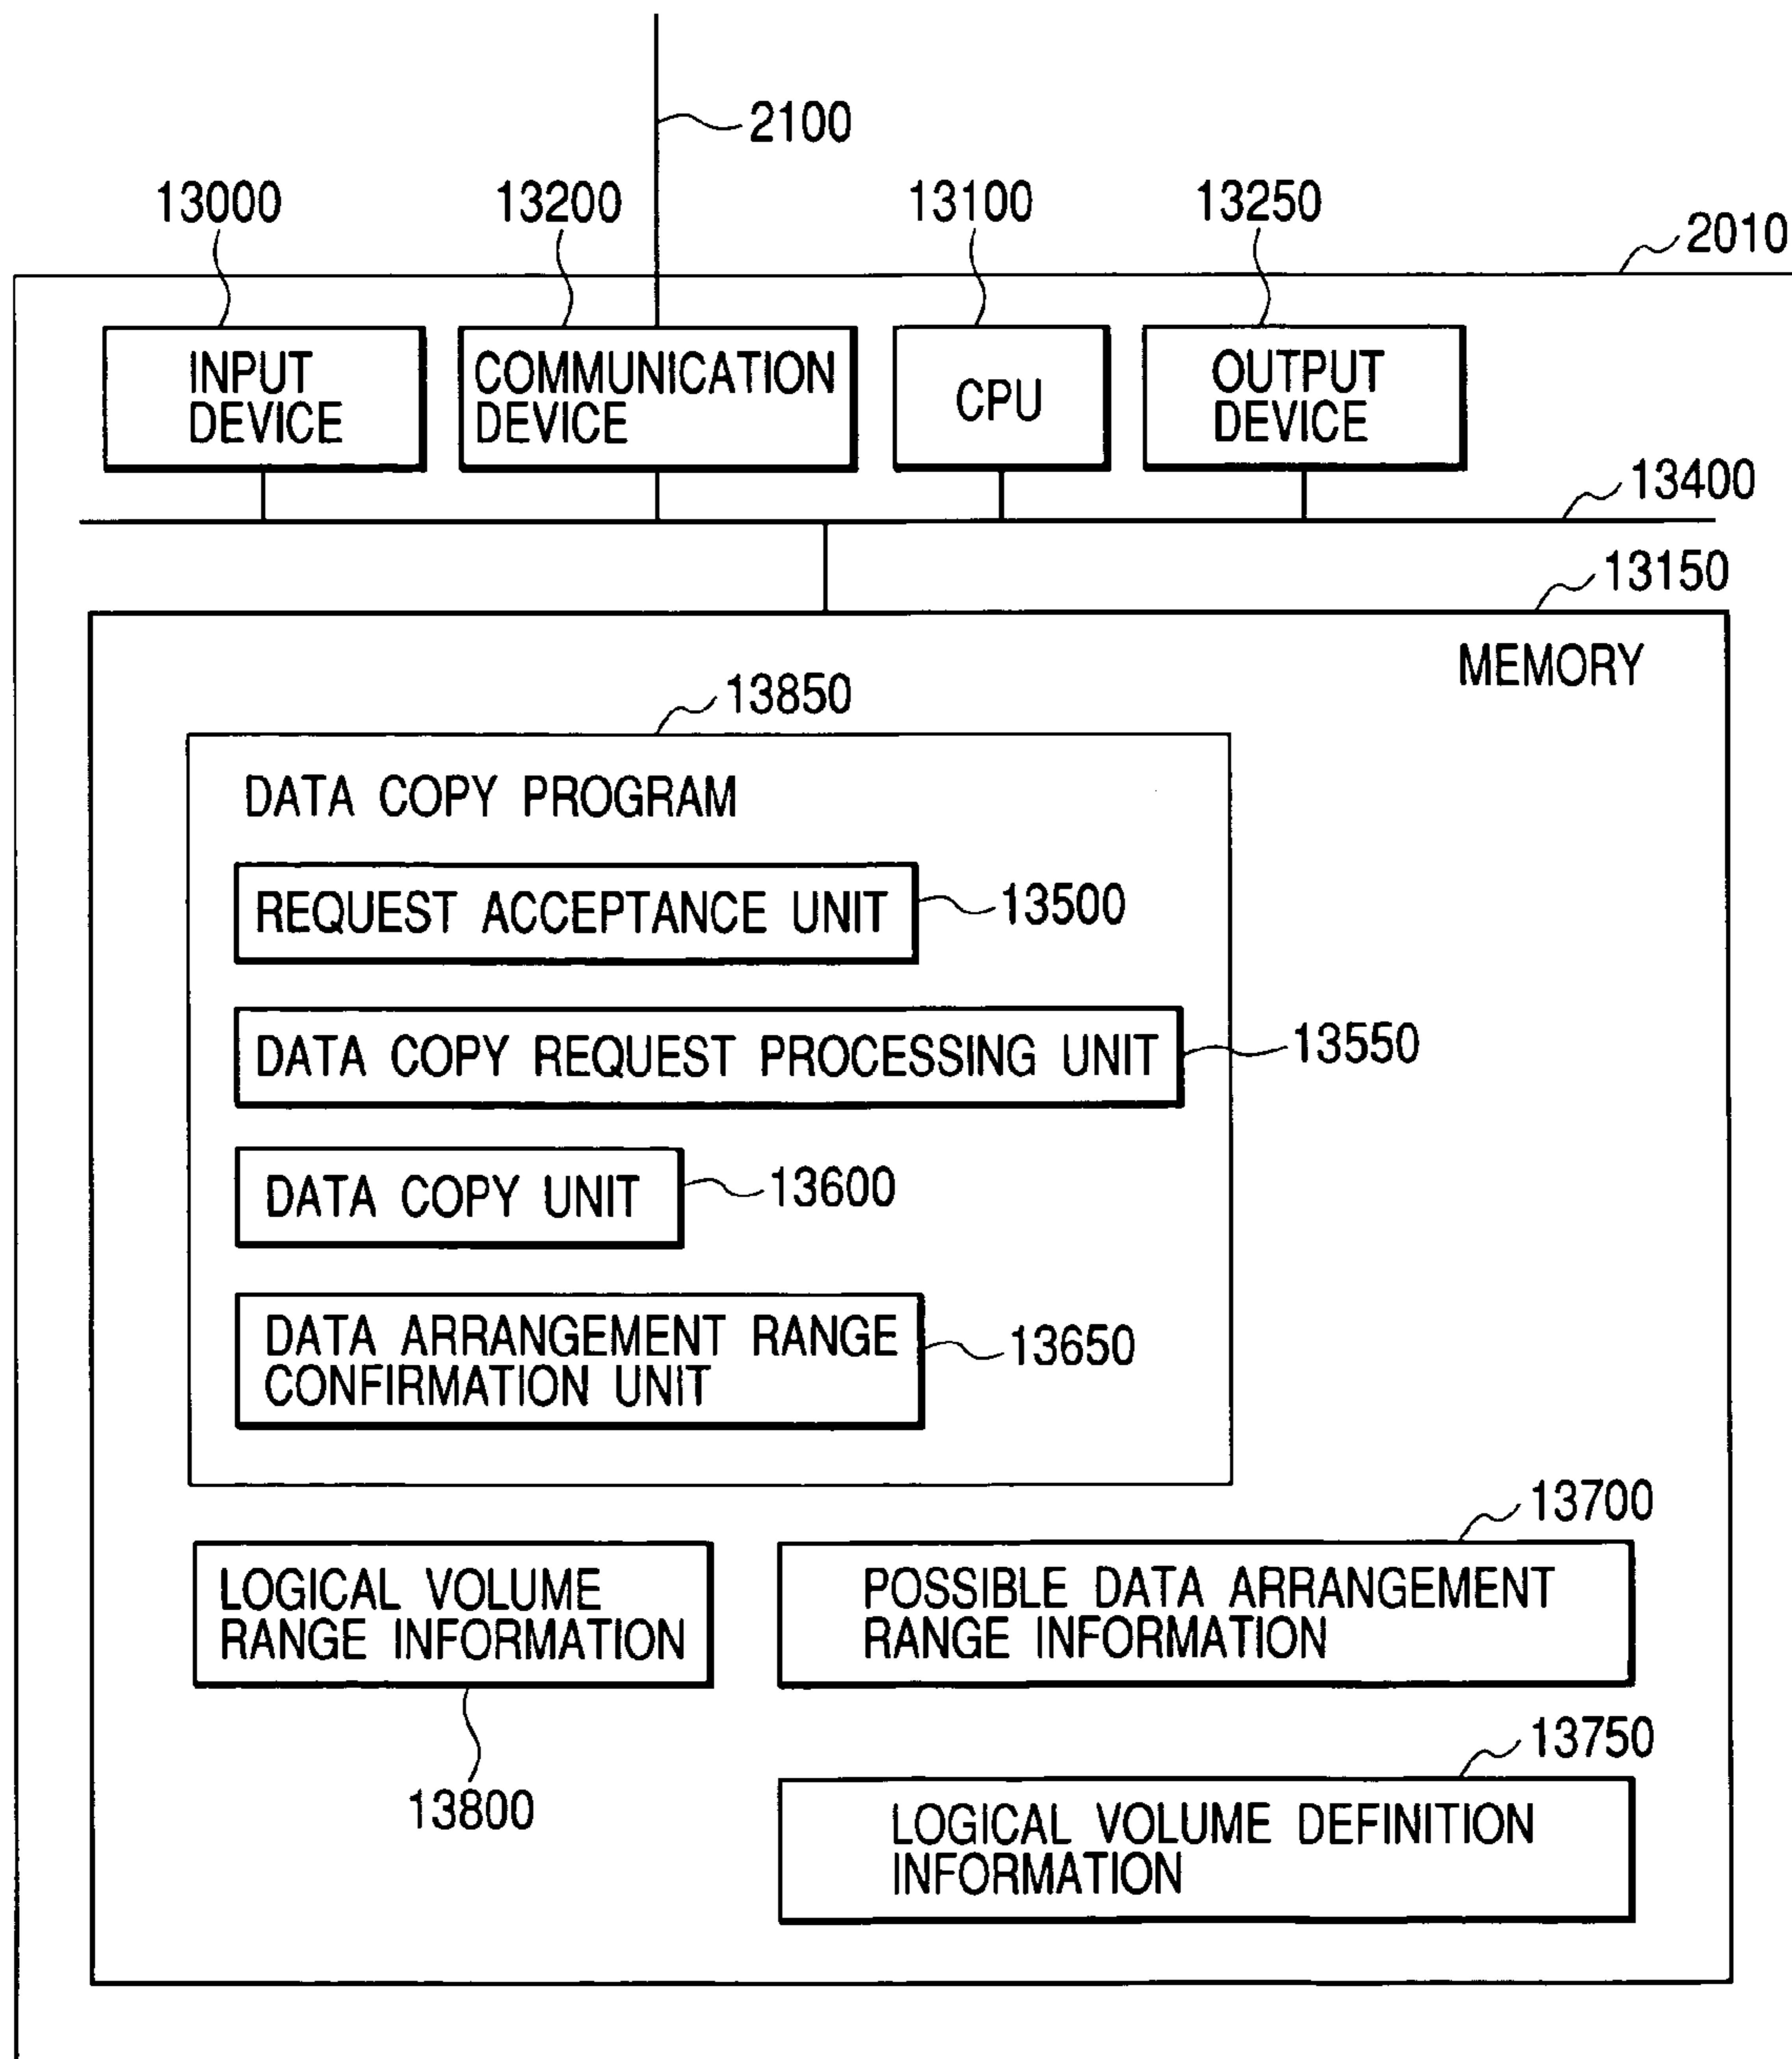 2100
13000
13200
13100
13250
2010
INPUT
DEVICE
COMMUNICATION
DEVICE
CPU
OUTPUT
DEVICE
13400
13150
MEMORY
13850
DATA COPY PROGRAM
REQUEST ACCEPTANCE UNIT
13500
DATA COPY REQUEST PROCESSING UNIT
13550
DATA COPY UNIT
13600
DATA ARRANGEMENT RANGE
CONFIRMATION UNIT
13650
13700
LOGICAL VOLUME
RANGE INFORMATION
POSSIBLE DATA ARRANGEMENT
RANGE INFORMATION
13800
13750
LOGICAL VOLUME DEFINITION
INFORMATION